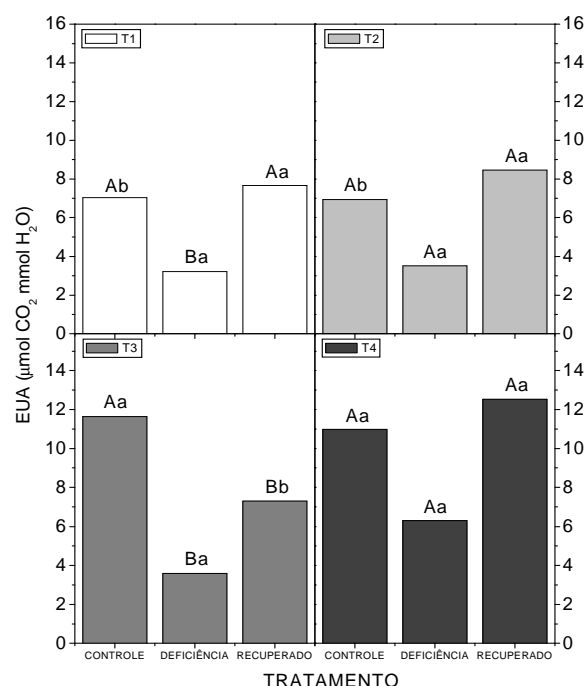 T1
T2
16
14
12
10
8
6
4
2
0
Ab
Ba
Aa
Ab
Aa
Aa
16
14
12
10
8
6
4
2
0
EUA (µmol CO2 mmol H2O)
T3
T4
14
12
10
8
6
4
2
0
Aa
Ba
Bb
Aa
Aa
Aa
14
12
10
8
6
4
2
0
CONTROLE DEFICIÊNCIA RECUPERADO
CONTROLE DEFICIÊNCIA RECUPERADO
TRATAMENTO